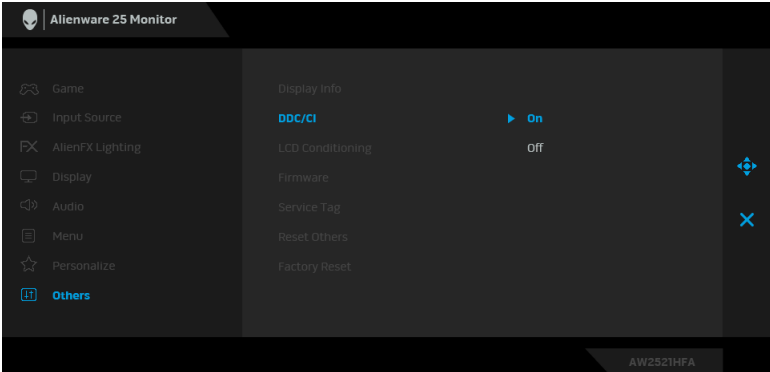 Alienware 25 Monitor
Game
Input Source
FX AlienFX Lighting
Display
Audio
Menu
Personalize
Others
Display Info
DDC/CI
On
LCD Conditioning
Off
Firmware
Service Tag
Reset Others
Factory Reset
AW2521HFA